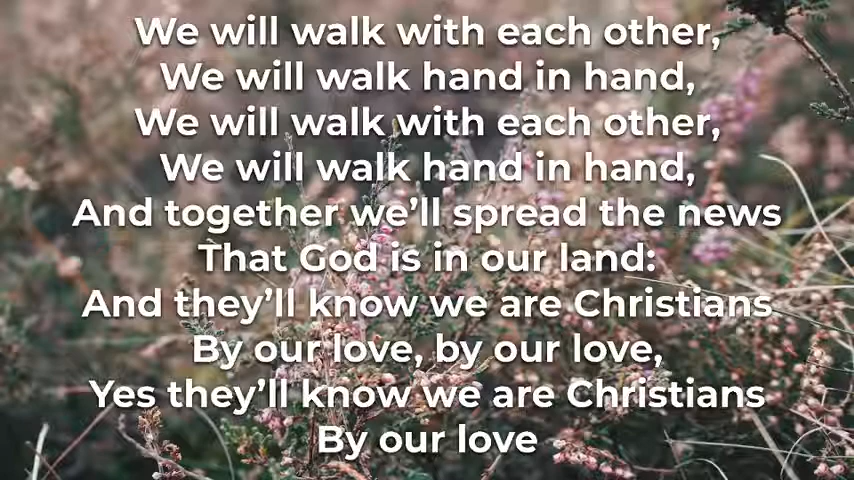 We will walk with each other,
We will walk hand in hand,
We will walk with each other,
We will walk hand in hand,
And together we’ll spread the news
That God is in our land:
And they’ll know we are Christians
By our love, by our love,
Yes they’ll know we are Christians
By our love